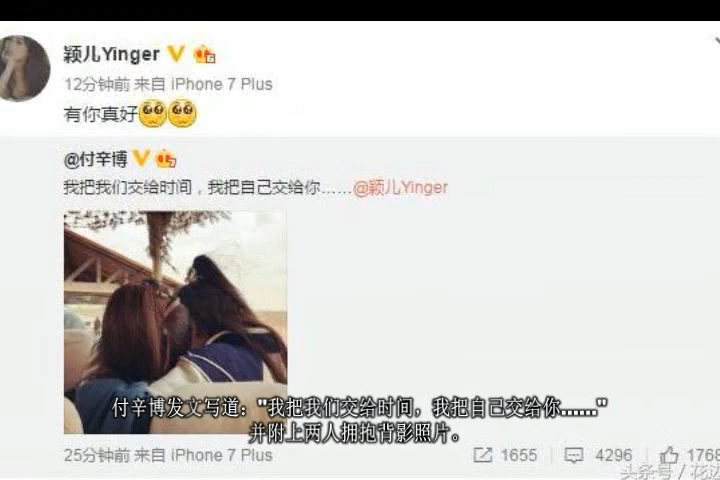 颖儿Yinger
12分钟前 来自 iPhone 7 Plus
有你真好
@付辛博
我把我们交给时间，我把自己交给你……@颖儿Yinger
付辛博发文写道："我把我们交给时间，我把自己交给你......"
并附上两人拥抱背影照片。
25分钟前 来自 iPhone 7 Plus 1655 4296 1768
头条号 / 花边